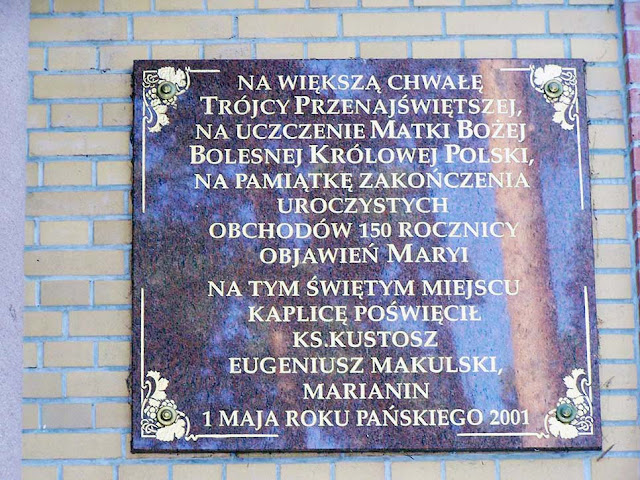 NA WIĘKSZĄ CHWAŁĘ
TRÓJCY PRZENAJŚWIĘTSZEJ,
NA UCZCZENIE MATKI BOŻEJ
BOLESNEJ KRÓLOWEJ POLSKI,
NA PAMIĄTKĘ ZAKOŃCZENIA
UROCZYSTYCH
OBCHODÓW 150 ROCZNICY
OBJAWIEŃ MARYI
NA TYM ŚWIĘTYM MIEJSCU
KAPLICĘ POŚWIĘCIŁ
KS.KUSTOSZ
EUGENIUSZ MAKULSKI,
MARIANIN
1 MAJA ROKU PAŃSKIEGO 2001